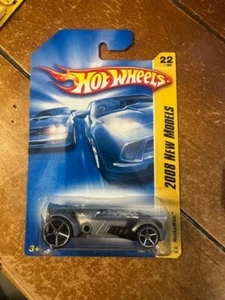 22
HOT WHEELS
2008 NEW MODELS
3+